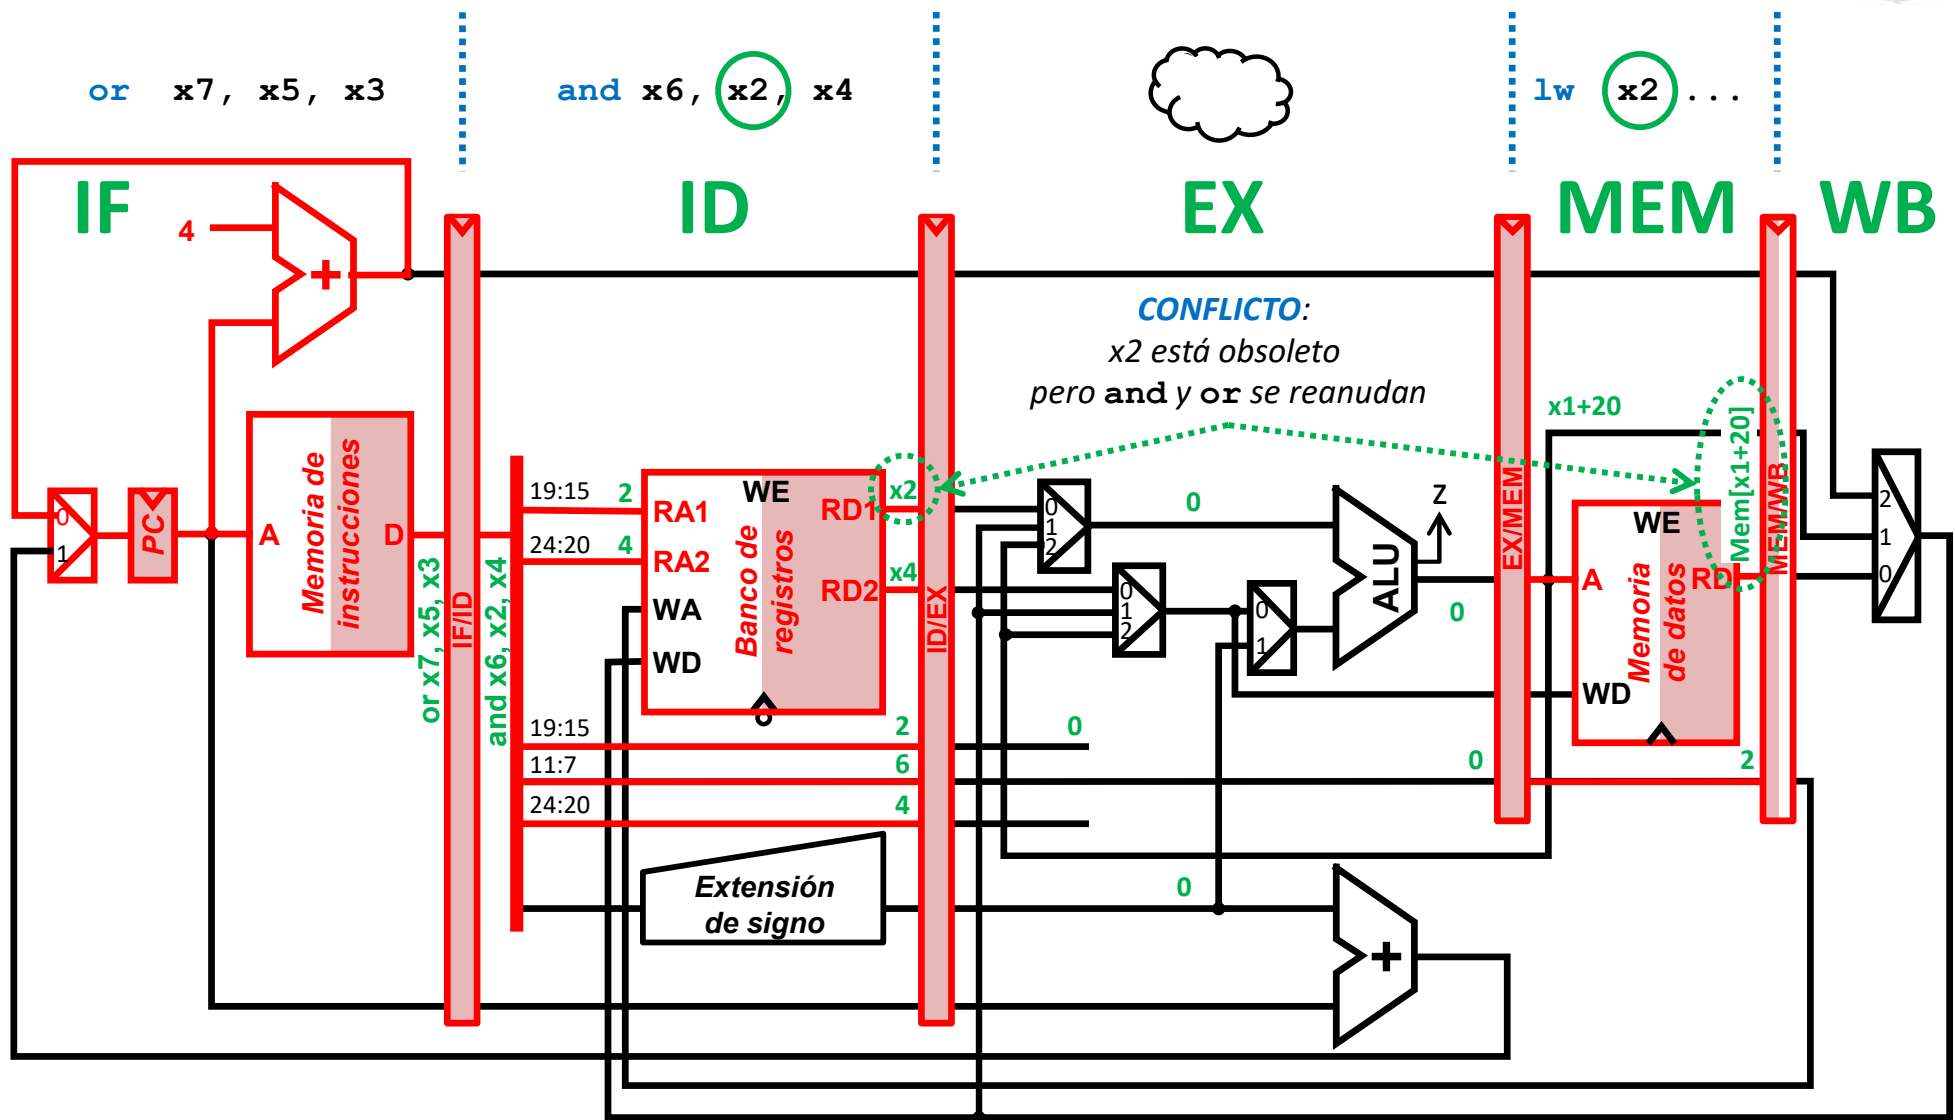 or x7, x5, x3
and x6, x2, x4
lw x2 ...
IF
ID
EX
MEM
WB
4
+
CONFLICTO:
x2 está obsoleto
pero and y or se reanudan
x1+20
Mem[x1+20]
0
1
PC
A
Memoria de
instrucciones
D
or x7, x5, x3
IF/ID
and x6, x2, x4
19:15
2
24:20
4
RA1
RA2
WA
WD
WE
Banco de
registros
RD1
RD2
x2
x4
ID/EX
0
1
2
0
0
1
2
0
1
ALU
Z
0
EX/MEM
A
WE
RD
WD
Memoria
de datos
MEM/WB
2
1
0
19:15
2
0
11:7
6
0
2
24:20
4
Extensión
de signo
0
+